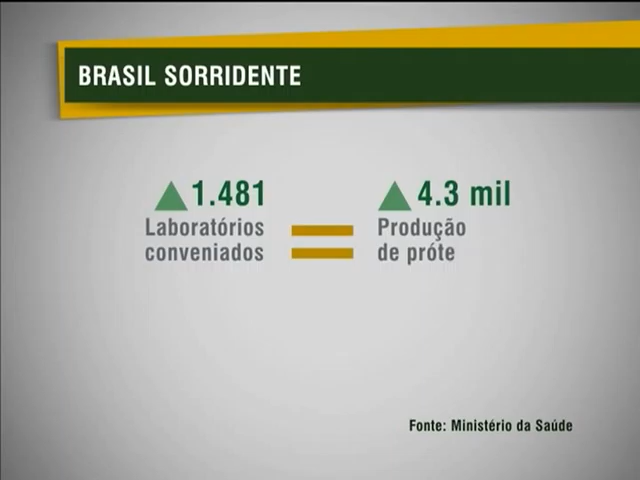 BRASIL SORRIDENTE
1.481
Laboratórios
conveniados
4.3 mil
Produção
de próte
Fonte: Ministério da Saúde